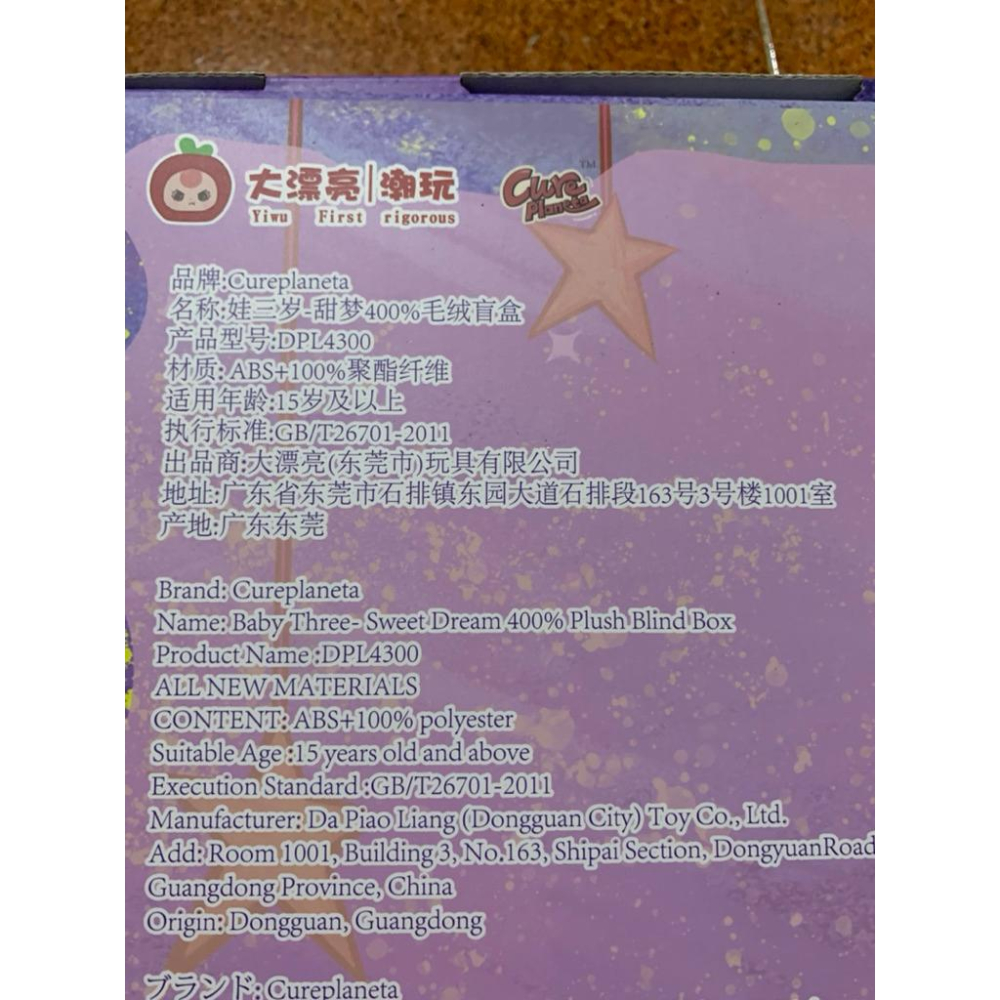 大漂亮|潮玩
Yiwu First rigorous
Cure Planeta TM
品牌:Cureplaneta
名称:娃三岁-甜梦400%毛绒盲盒
产品型号:DPL4300
材质: ABS+100%聚酯纤维
适用年龄:15岁及以上
执行标准:GB/T26701-2011
出品商:大漂亮(东莞市)玩具有限公司
地址:广东省东莞市石排镇东园大道石排段163号3号楼1001室
产地:广东东莞
Brand: Cureplaneta
Name: Baby Three- Sweet Dream 400% Plush Blind Box
Product Name :DPL4300
ALL NEW MATERIALS
CONTENT: ABS+100% polyester
Suitable Age :15 years old and above
Execution Standard :GB/T26701-2011
Manufacturer: Da Piao Liang (Dongguan City) Toy Co., Ltd.
Add: Room 1001, Building 3, No.163, Shipai Section, DongyuanRoad
Guangdong Province, China
Origin: Dongguan, Guangdong
ブランド: Cureplaneta